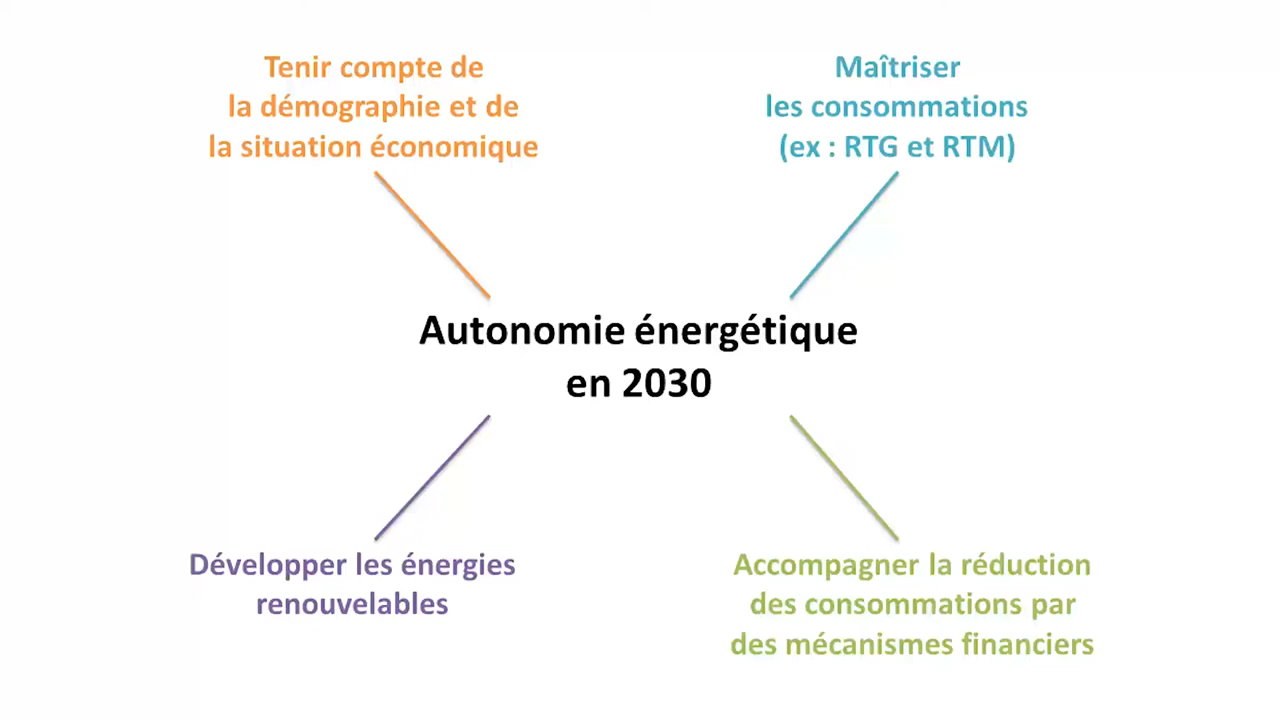 Tenir compte de
la démographie et de
la situation économique
Maîtriser
les consommations
(ex : RTG et RTM)
Autonomie énergétique
en 2030
Développer les énergies
renouvelables
Accompagner la réduction
des consommations par
des mécanismes financiers